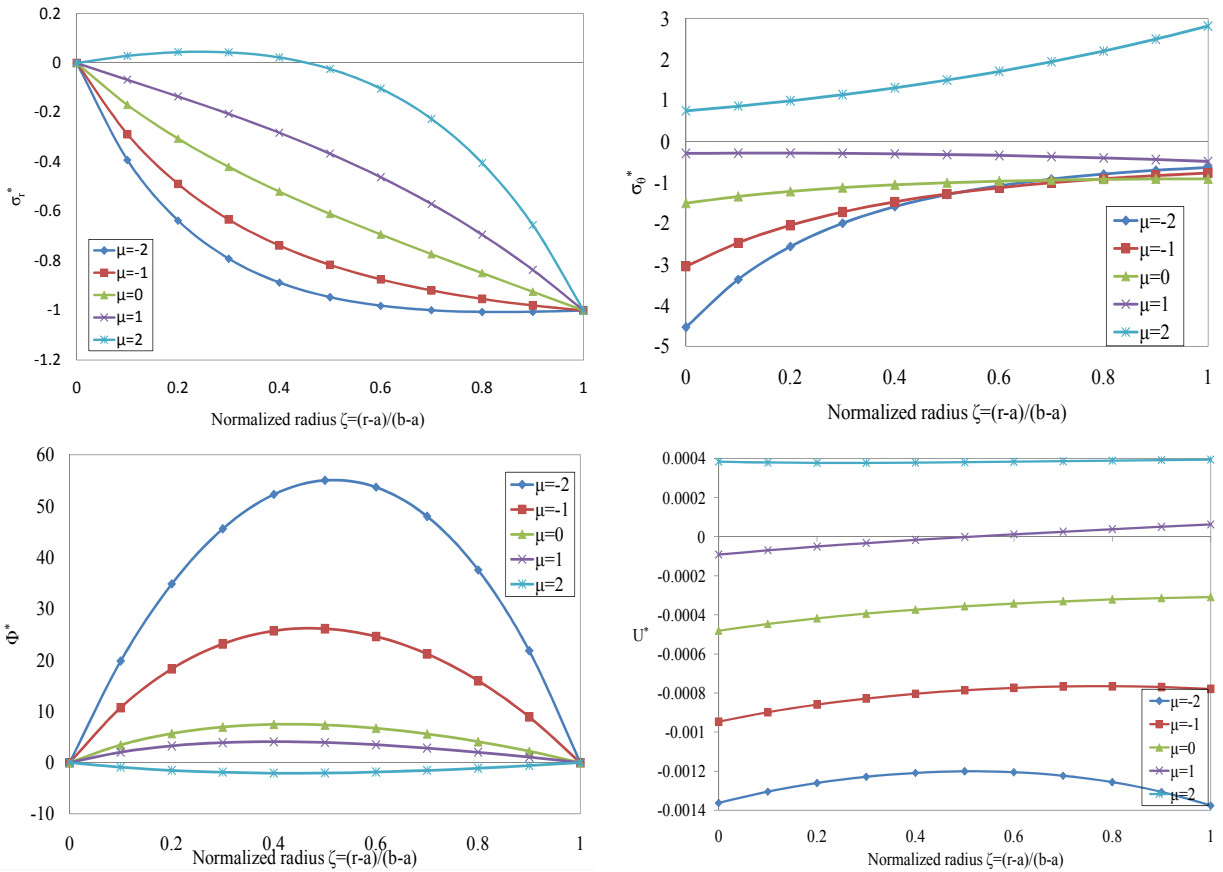 0.2
0
-0.2
-0.4
-0.6
-0.8
-1
-1.2
σr*
μ=-2
μ=-1
μ=0
μ=1
μ=2
0 0.2 0.4 0.6 0.8 1
Normalized radius ζ=(r-a)/(b-a)
3
2
1
0
-1
-2
-3
-4
-5
σθ*
μ=-2
μ=-1
μ=0
μ=1
μ=2
0 0.2 0.4 0.6 0.8 1
Normalized radius ζ=(r-a)/(b-a)
60
50
40
30
20
10
0
-10
Φ*
μ=-2
μ=-1
μ=0
μ=1
μ=2
0 0.2 0.4 0.6 0.8 1
Normalized radius ζ=(r-a)/(b-a)
0.0004
0.0002
0
-0.0002
-0.0004
-0.0006
-0.0008
-0.001
-0.0012
-0.0014
U*
μ=-2
μ=-1
μ=0
μ=1
μ=2
0 0.2 0.4 0.6 0.8 1
Normalized radius ζ=(r-a)/(b-a)